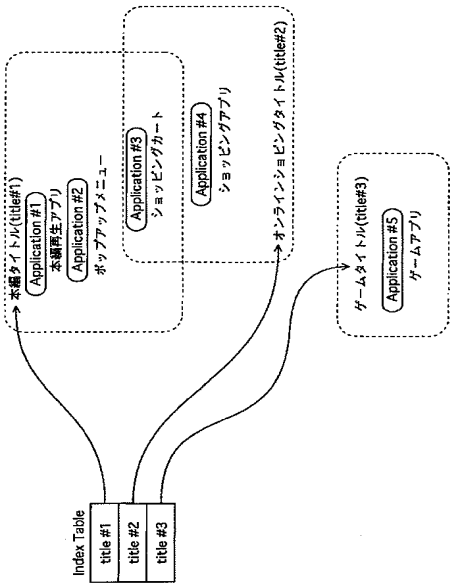 Index Table
title #1
title #2
title #3
本編タイトル(title#1)
Application #1
本編再生アプリ
Application #2
ポップアップメニュー
Application #3
ショッピングカート
Application #4
ショッピングアプリ
オンラインショッピングタイトル(title#2)
ゲームタイトル(title#3)
Application #5
ゲームアプリ